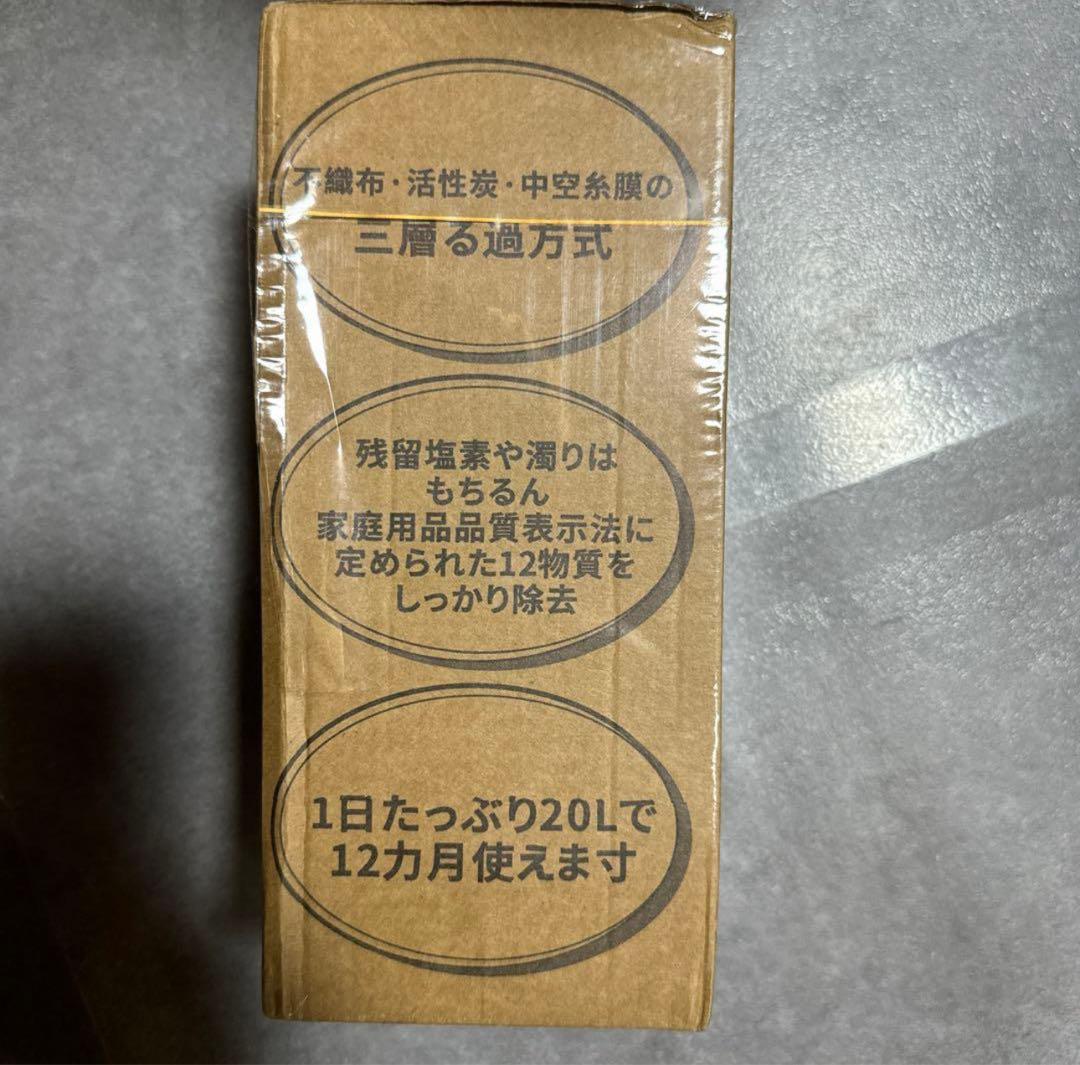 不織布・活性炭・中空糸膜の
三層る過方式
残留塩素や濁りは
もちるん
家庭用品品質表示法に
定められた12物質を
しっかり除去
1日たっぷり20Lで
12力月使えま寸